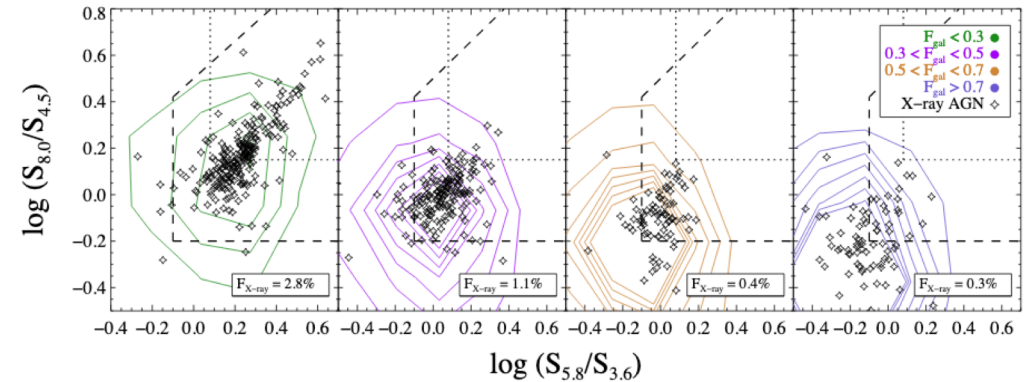 log (S8.0/S4.5)
0.8
0.6
0.4
0.2
0.0
−0.2
−0.4
Fgal < 0.3
0.3 < Fgal < 0.5
0.5 < Fgal < 0.7
Fgal > 0.7
X−ray AGN
FX−ray = 2.8%
FX−ray = 1.1%
FX−ray = 0.4%
FX−ray = 0.3%
−0.4 −0.2 0.0 0.2 0.4 0.6 −0.4 −0.2 0.0 0.2 0.4 0.6 −0.4 −0.2 0.0 0.2 0.4 0.6 −0.4 −0.2 0.0 0.2 0.4 0.6
log (S5.8/S3.6)